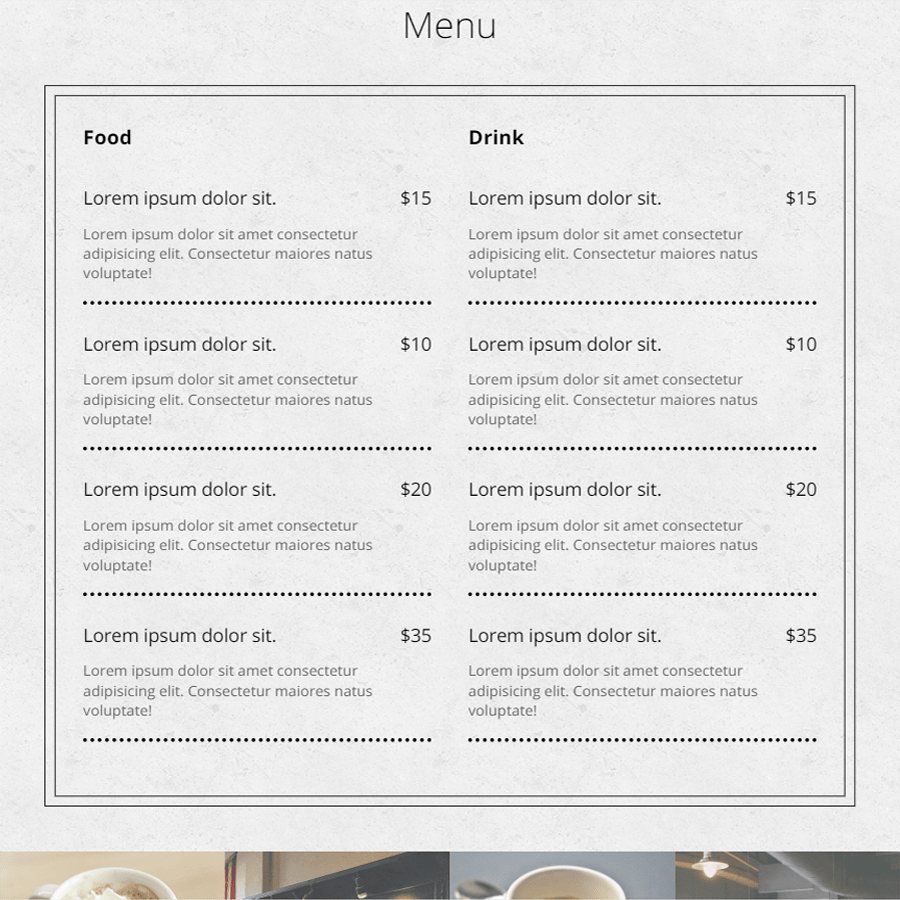 Menu
Food
Lorem ipsum dolor sit. $15
Lorem ipsum dolor sit amet consectetur
adipisicing elit. Consectetur maiores natus
voluptate!
Lorem ipsum dolor sit. $10
Lorem ipsum dolor sit amet consectetur
adipisicing elit. Consectetur maiores natus
voluptate!
Lorem ipsum dolor sit. $20
Lorem ipsum dolor sit amet consectetur
adipisicing elit. Consectetur maiores natus
voluptate!
Lorem ipsum dolor sit. $35
Lorem ipsum dolor sit amet consectetur
adipisicing elit. Consectetur maiores natus
voluptate!
Drink
Lorem ipsum dolor sit. $15
Lorem ipsum dolor sit amet consectetur
adipisicing elit. Consectetur maiores natus
voluptate!
Lorem ipsum dolor sit. $10
Lorem ipsum dolor sit amet consectetur
adipisicing elit. Consectetur maiores natus
voluptate!
Lorem ipsum dolor sit. $20
Lorem ipsum dolor sit amet consectetur
adipisicing elit. Consectetur maiores natus
voluptate!
Lorem ipsum dolor sit. $35
Lorem ipsum dolor sit amet consectetur
adipisicing elit. Consectetur maiores natus
voluptate!